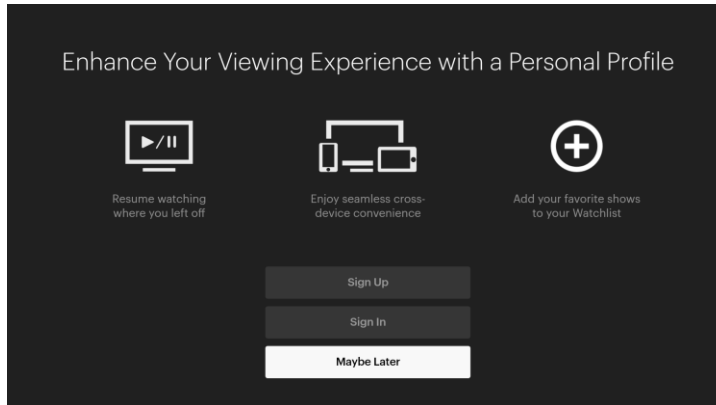 Enhance Your Viewing Experience with a Personal Profile
Resume watching
where you left off
Enjoy seamless cross-
device convenience
Add your favorite shows
to your Watchlist
Sign Up
Sign In
Maybe Later